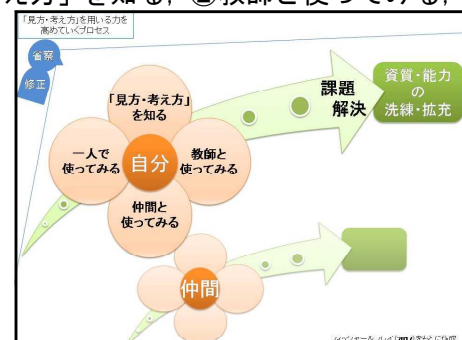 え方」を知る，②教師と使ってみる，
「見方・考え方」を用いる力を
高めていくプロセス
省察
修正
「見方・考え方」
を知る
一人で
使ってみる
自分
教師と
使ってみる
仲間と
使ってみる
課題
解決
資質・能力
の
洗練・拡充
仲間